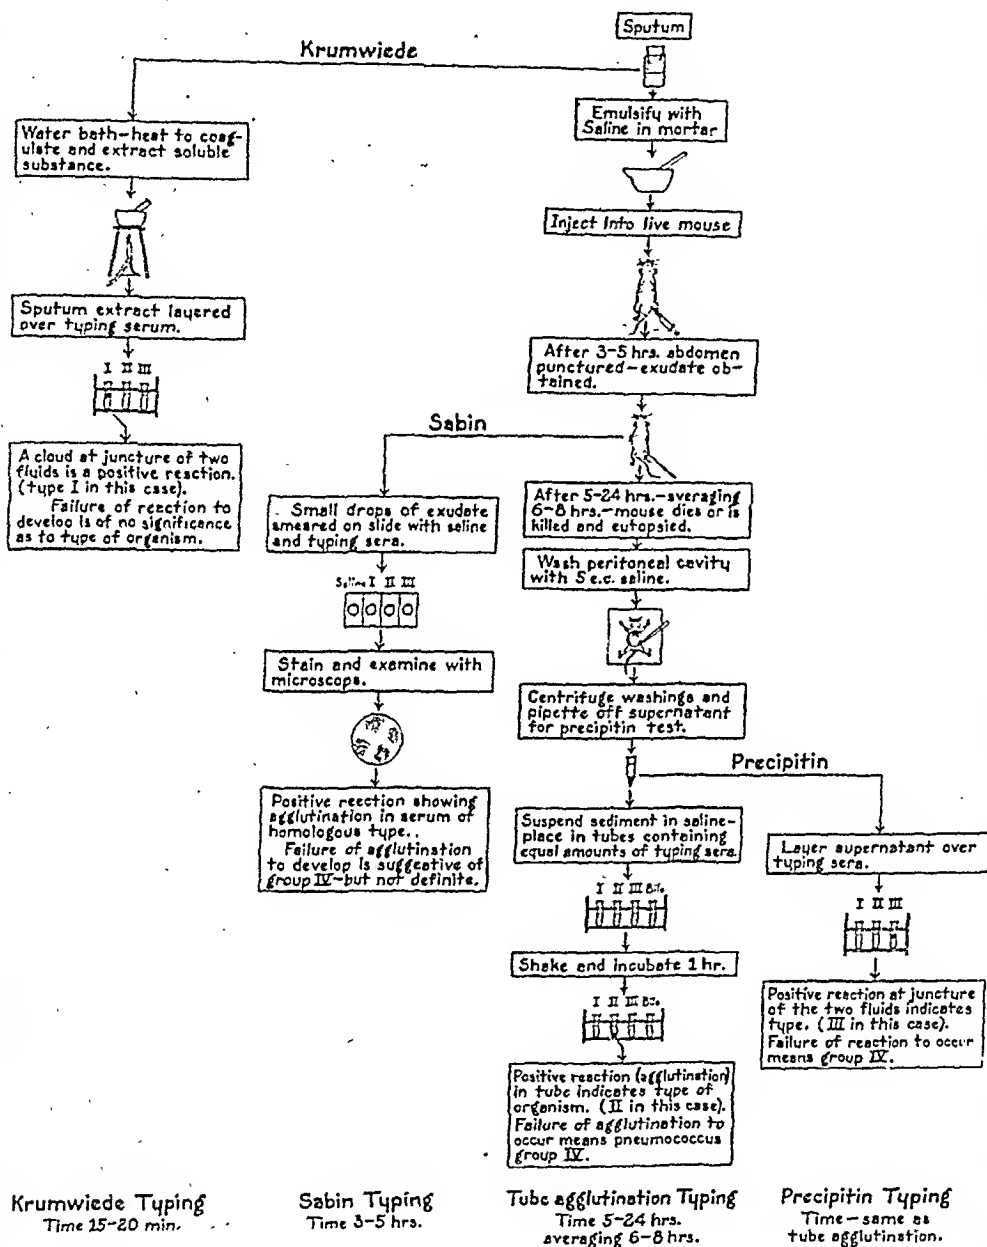 Sputum
Krumwiede
Emulsify with
Saline in mortar
Water bath-heat to coag-
ulate and extract soluble
substance.
Inject into live mouse
Sputum extract layered
over typing serum.
I II III
After 3-5 hrs. abdomen
punctured-exudate ob-
tained.
Sabin
A cloud at juncture of two
fluids is a positive reaction.
(type I in this case).
Failure of reaction to
develop is of no significance
as to type of organism.
Small drops of exudate
smeared on slide with saline
and typing sera.
Saline I II III
Stain and examine with
microscope.
Positive reection showing
agglutination in serum of
homologous type..
Failure of agglutination
to develop is suggestive of
group IV-but not definite.
After 5-24 hrs.-averaging
6-8 hrs.-mouse dies or is
killed and eutopsied.
Wash peritoneal cavity
with 5 c.c. saline.
Centrifuge washings and
pipette off supernatant
for precipitin test.
Precipitin
Suspend sediment in saline-
place in tubes containing
equal amounts of typing sera.
I II III Bile
Shake and incubate 1 hr.
I II III Bile
Positive reaction (agglutination)
in tube indicates type of
organism. (II in this case).
Failure of agglutination to
occur means pneumococcus
group IV.
Layer supernatant over
typing sera.
I II III
Positive reaction at juncture
of the two fluids indicates
type. (III in this case).
Failure of reaction to occur
means group IV.
Krumwiede Typing
Time 15-20 min.
Sabin Typing
Time 3-5 hrs.
Tube agglutination Typing
Time 5-24 hrs.
averaging 6-8 hrs.
Precipitin Typing
Time-same as
tube agglutination.